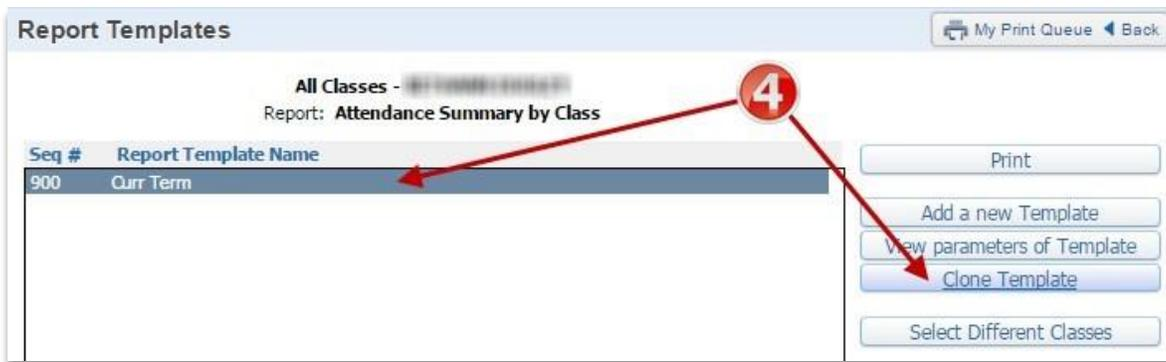 Report Templates
My Print Queue Back
All Classes -
Report: Attendance Summary by Class
4
Seq # Report Template Name
900 Curr Term
Print
Add a new Template
View parameters of Template
Clone Template
Select Different Classes